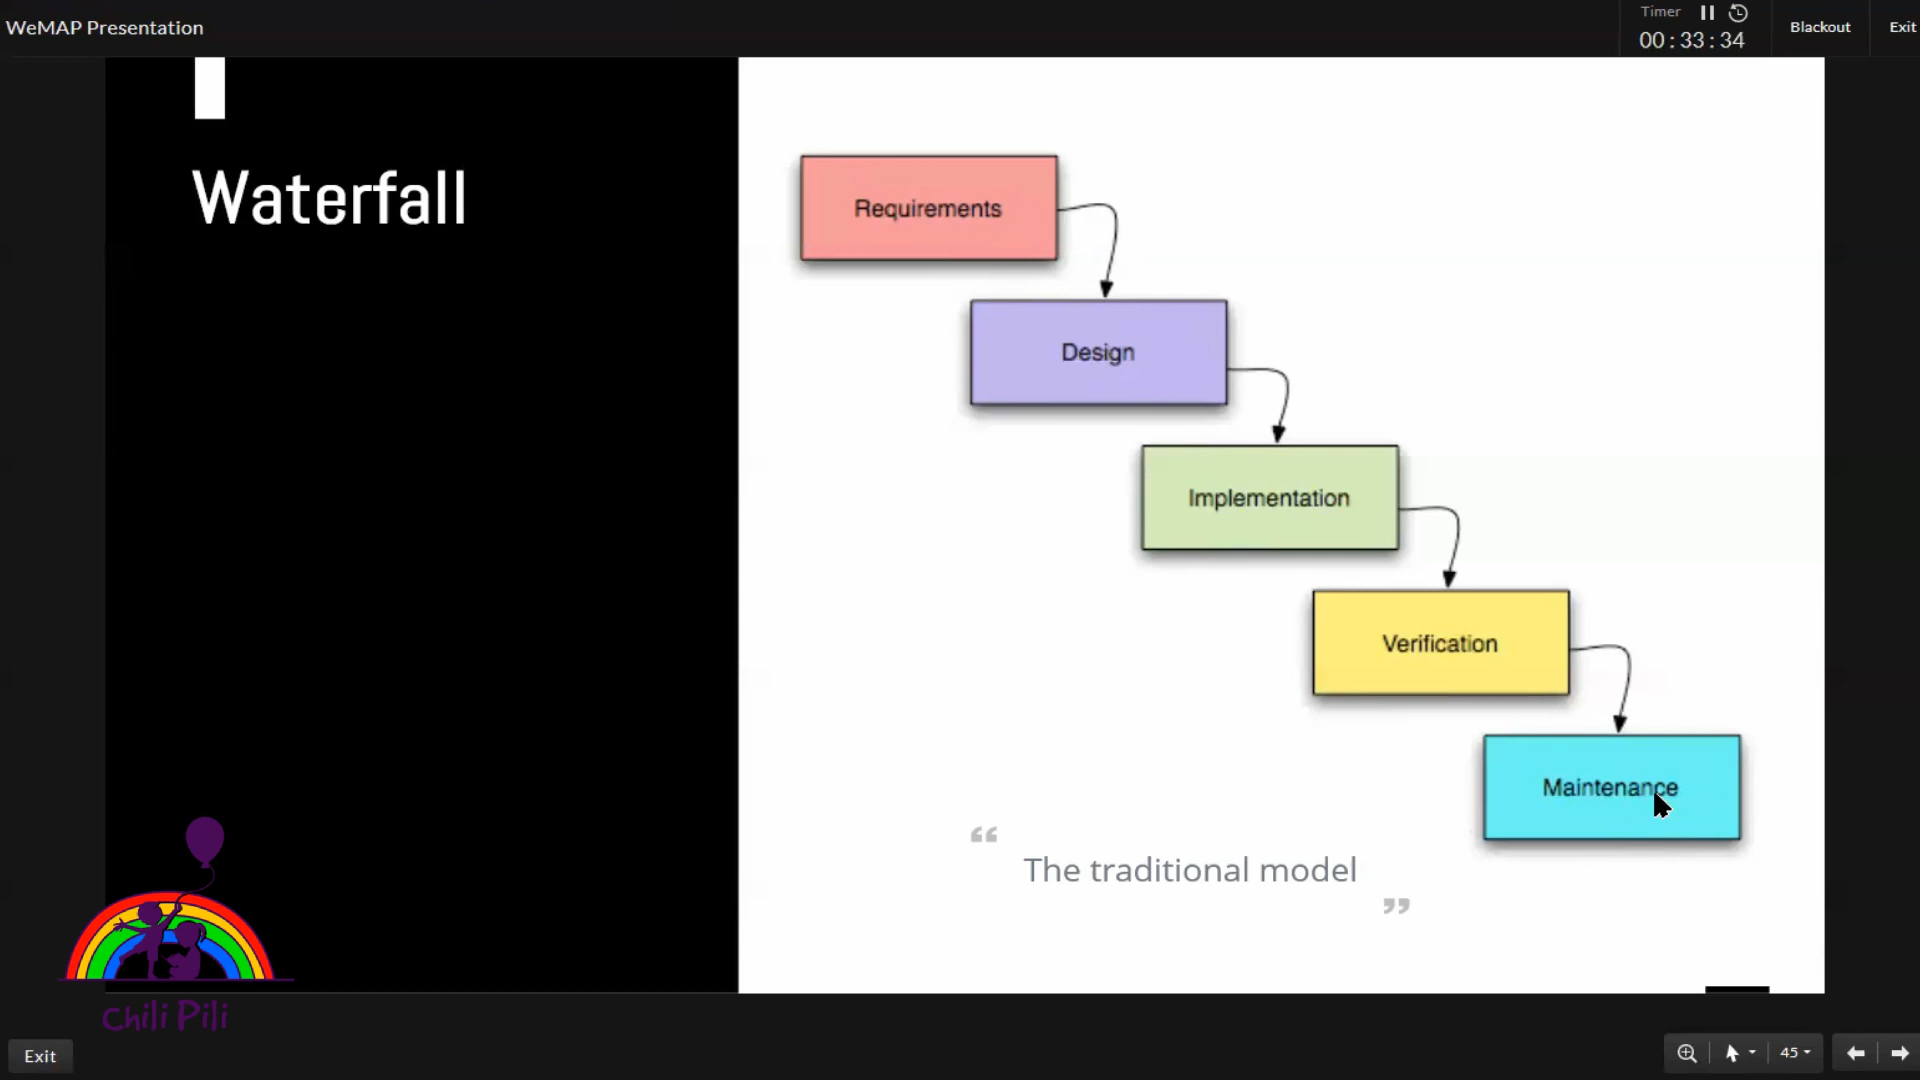 WeMAP Presentation
Timer
00:33:34
Blackout
Exit
Waterfall
Requirements
Design
Implementation
Verification
Maintenance
“
The traditional model
”
Chili Pili
Exit
45